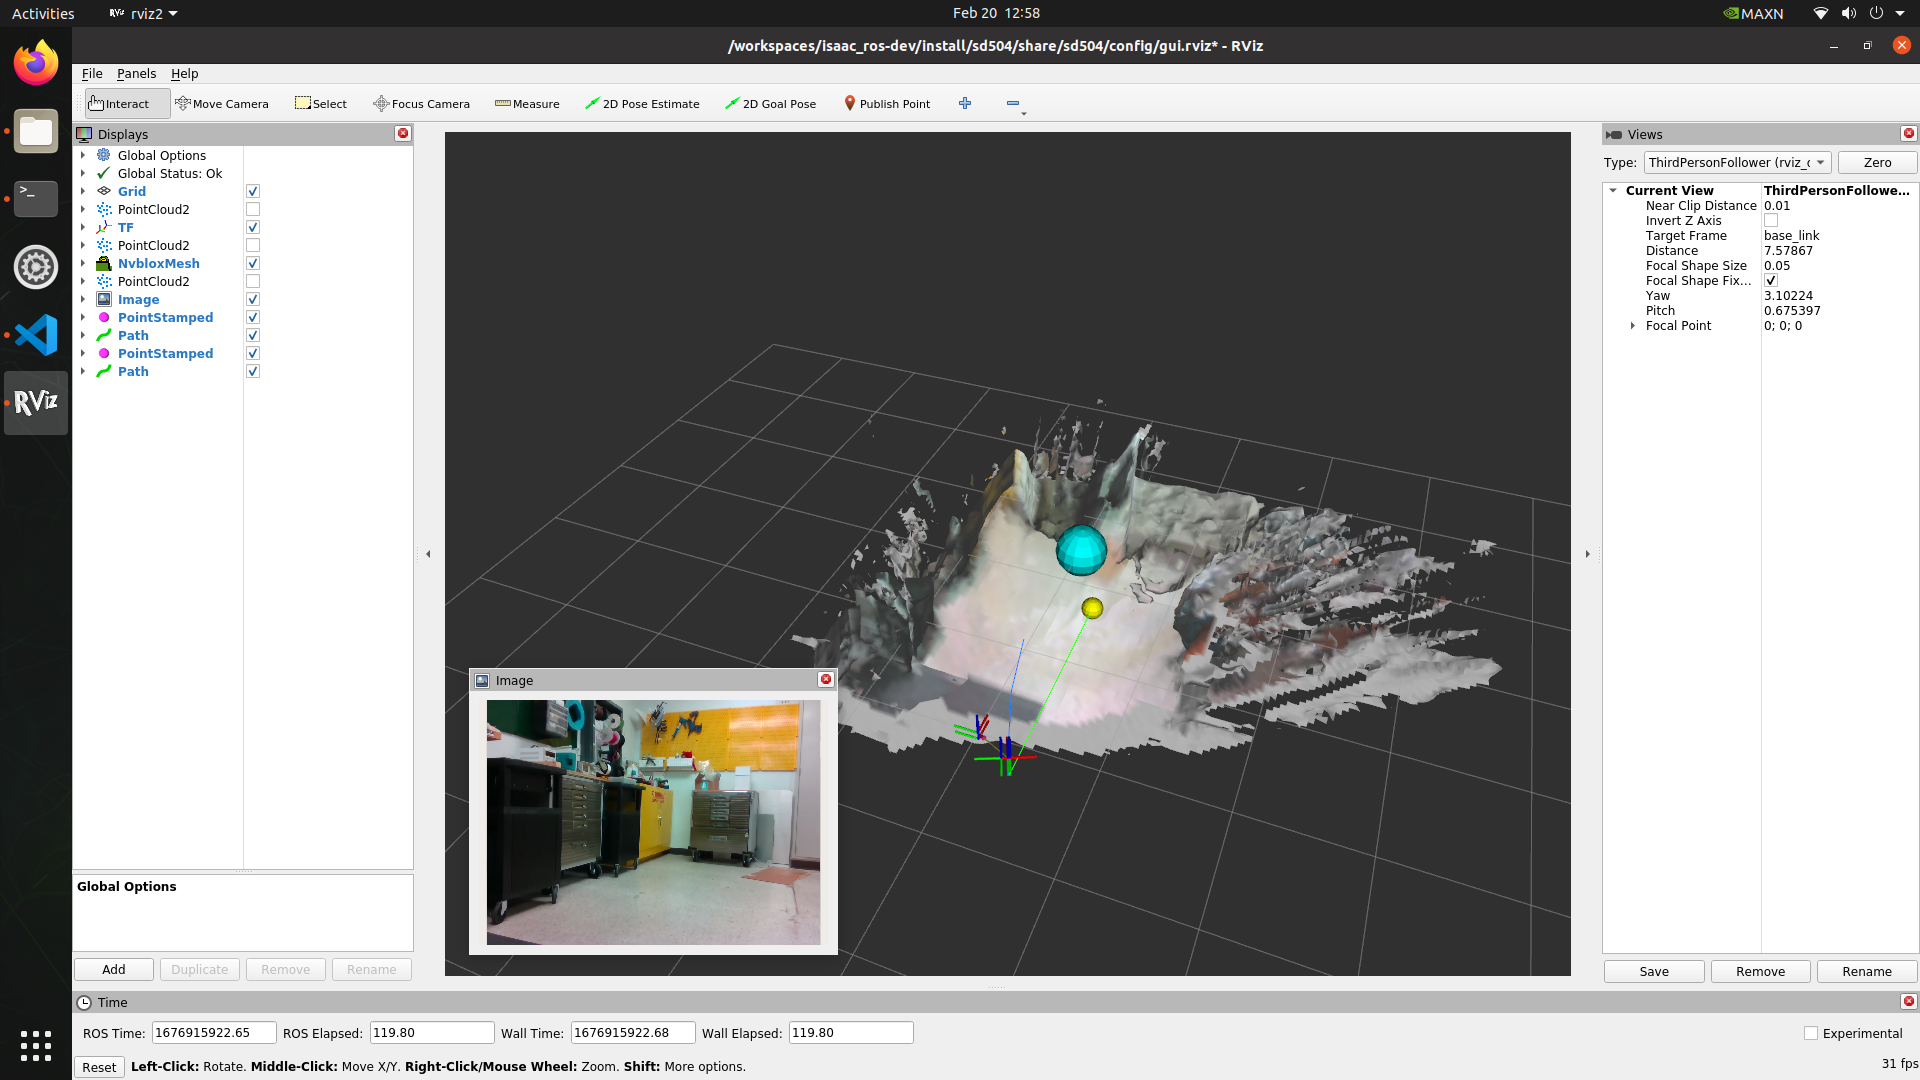 Activities
RViz rviz2
Feb 20 12:58
MAXN
/workspaces/isaac_ros-dev/install/sd504/share/sd504/config/gui.rviz* - RViz
File Panels Help
Interact Move Camera Select Focus Camera Measure 2D Pose Estimate 2D Goal Pose Publish Point
Displays
Global Options
Global Status: Ok
Grid
PointCloud2
TF
PointCloud2
NvbloxMesh
PointCloud2
Image
PointStamped
Path
PointStamped
Path
Global Options
Add Duplicate Remove Rename
RViz
Image
Views
Type: ThirdPersonFollower (rviz_c Zero
Current View ThirdPersonFollowe...
Near Clip Distance 0.01
Invert Z Axis
Target Frame base_link
Distance 7.57867
Focal Shape Size 0.05
Focal Shape Fix...
Yaw 3.10224
Pitch 0.675397
Focal Point 0; 0; 0
Save Remove Rename
Time
ROS Time: 1676915922.65 ROS Elapsed: 119.80 Wall Time: 1676915922.68 Wall Elapsed: 119.80 Experimental
Reset Left-Click: Rotate. Middle-Click: Move X/Y. Right-Click/Mouse Wheel: Zoom. Shift: More options. 31 fps